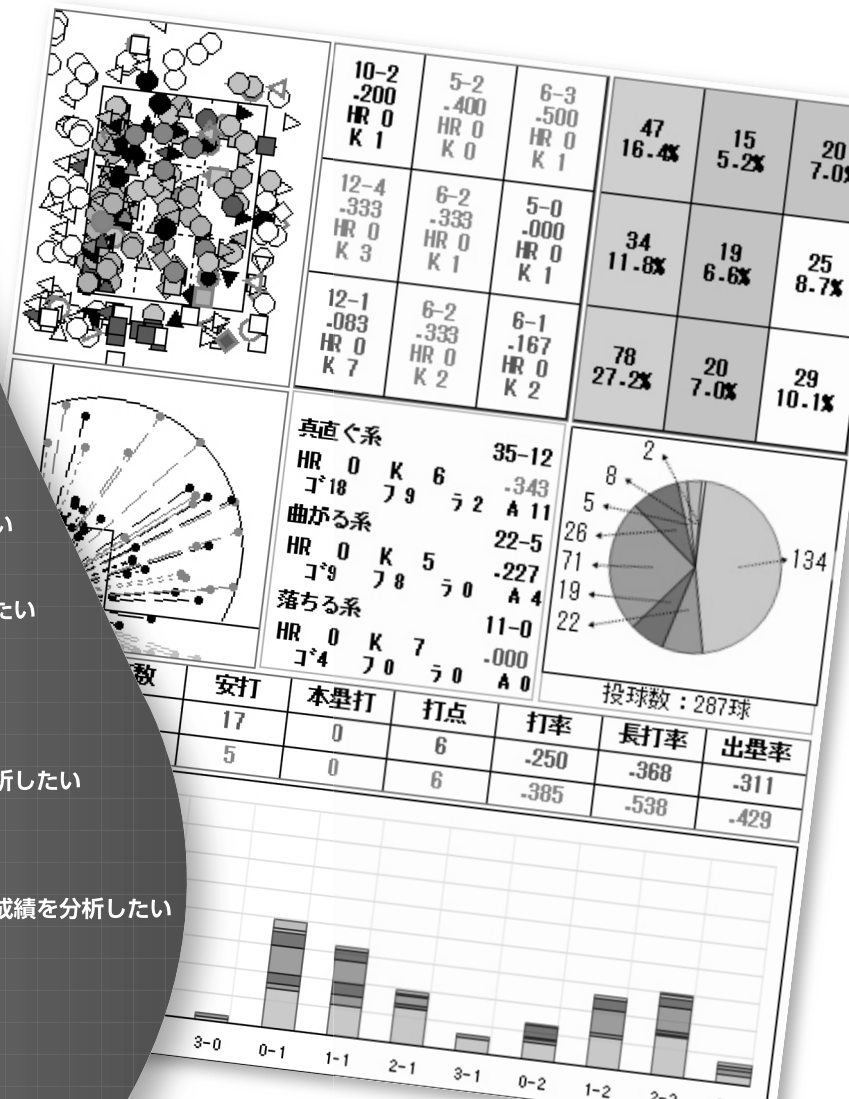 10-2
.200
HR 0
K 1
5-2
.400
HR 0
K 0
6-3
.500
HR 0
K 1
12-4
.333
HR 0
K 3
6-2
.333
HR 0
K 1
5-0
.000
HR 0
K 1
12-1
.083
HR 0
K 7
6-2
.333
HR 0
K 2
6-1
.167
HR 0
K 2
47
16.4%
15
5.2%
20
7.0%
34
11.8%
19
6.6%
25
8.7%
78
27.2%
20
7.0%
29
10.1%
真直ぐ系 35-12
HR 0 K 6 .343
ゴ18 フ9 ラ2 A 11
曲がる系 22-5
HR 0 K 5 .227
ゴ9 フ8 ラ0 A 4
落ちる系 11-0
HR 0 K 7 .000
ゴ4 フ0 ラ0 A 0
2
8
5
26
71
19
22
134
投球数：287球
数 安打 本塁打 打点 打率 長打率 出塁率
17 0 6 .250 .368 .311
5 0 6 .385 .538 .429
い
たい
析したい
成績を分析したい
3-0 0-1 1-1 2-1 3-1 0-2 1-2